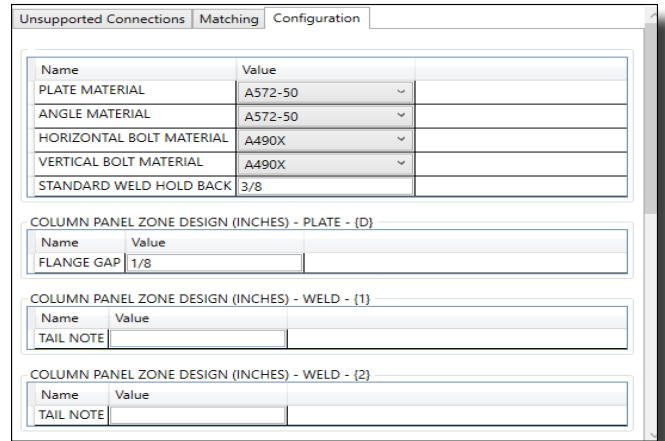 Unsupported Connections Matching Configuration
Name Value
PLATE MATERIAL A572-50
ANGLE MATERIAL A572-50
HORIZONTAL BOLT MATERIAL A490X
VERTICAL BOLT MATERIAL A490X
STANDARD WELD HOLD BACK 3/8
COLUMN PANEL ZONE DESIGN (INCHES) - PLATE - {D}
Name Value
FLANGE GAP 1/8
COLUMN PANEL ZONE DESIGN (INCHES) - WELD - {1}
Name Value
TAIL NOTE
COLUMN PANEL ZONE DESIGN (INCHES) - WELD - {2}
Name Value
TAIL NOTE